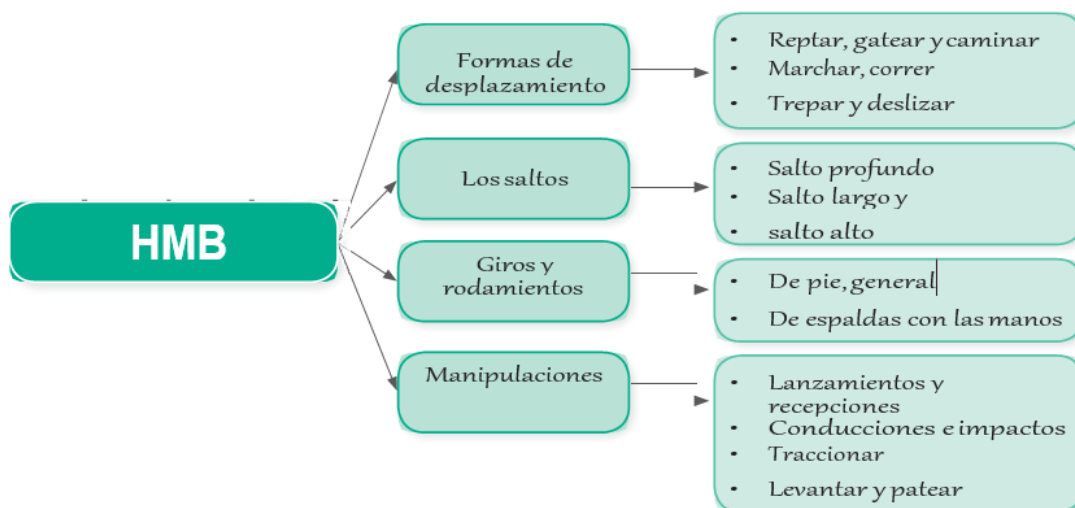 HMB
Formas de
desplazamiento
• Reptar, gatear y caminar
• Marchar, correr
• Trepar y deslizar
Los saltos
• Salto profundo
• Salto largo y
• salto alto
Giros y
rodamientos
• De pie, general
• De espaldas con las manos
Manipulaciones
• Lanzamientos y
recepciones
• Conducciones e impactos
• Traccionar
• Levantar y patear